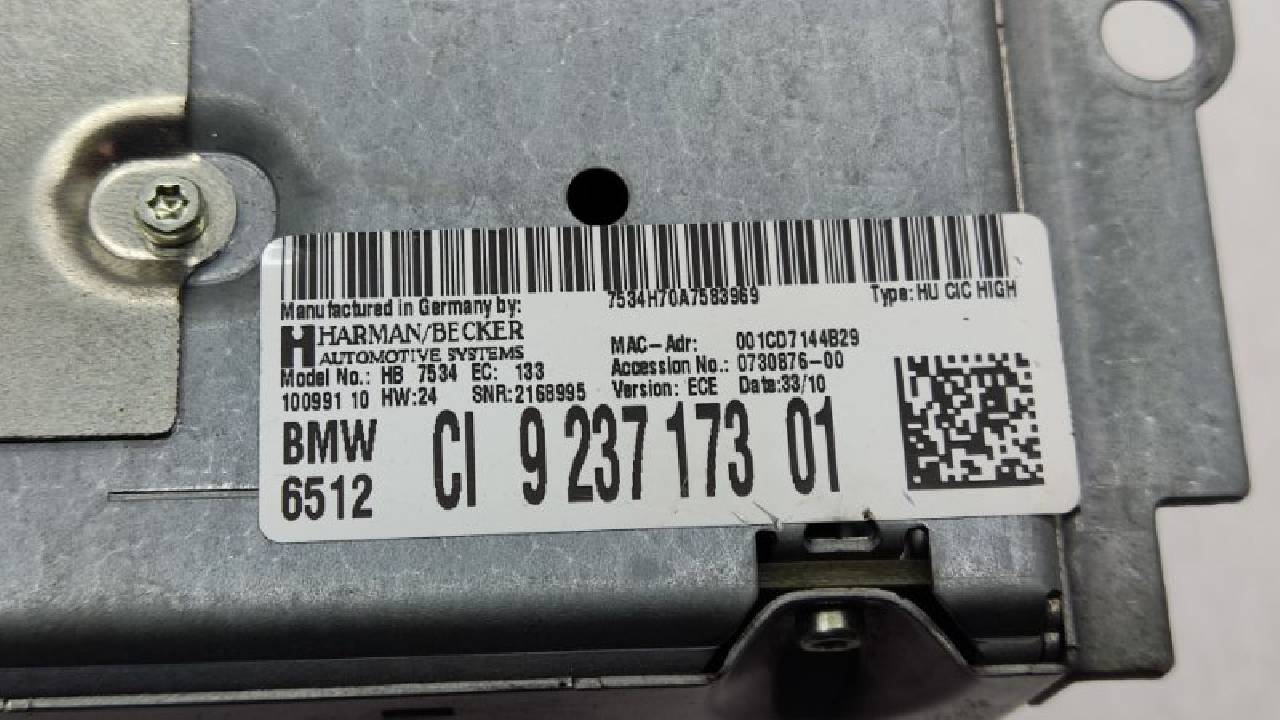 Manufactured in Germany by:
7534H70A7583969
Type: HU CIC HIGH
HARMAN/BECKER
AUTOMOTIVE SYSTEMS
MAC-Adr: 001CD7144B29
Model No.: HB 7534 EC: 133
Accession No.: 0730876-00
100991 10 HW:24 SNR:2168995
Version: ECE Date:33/10
BMW CI 9 237 173 01
6512